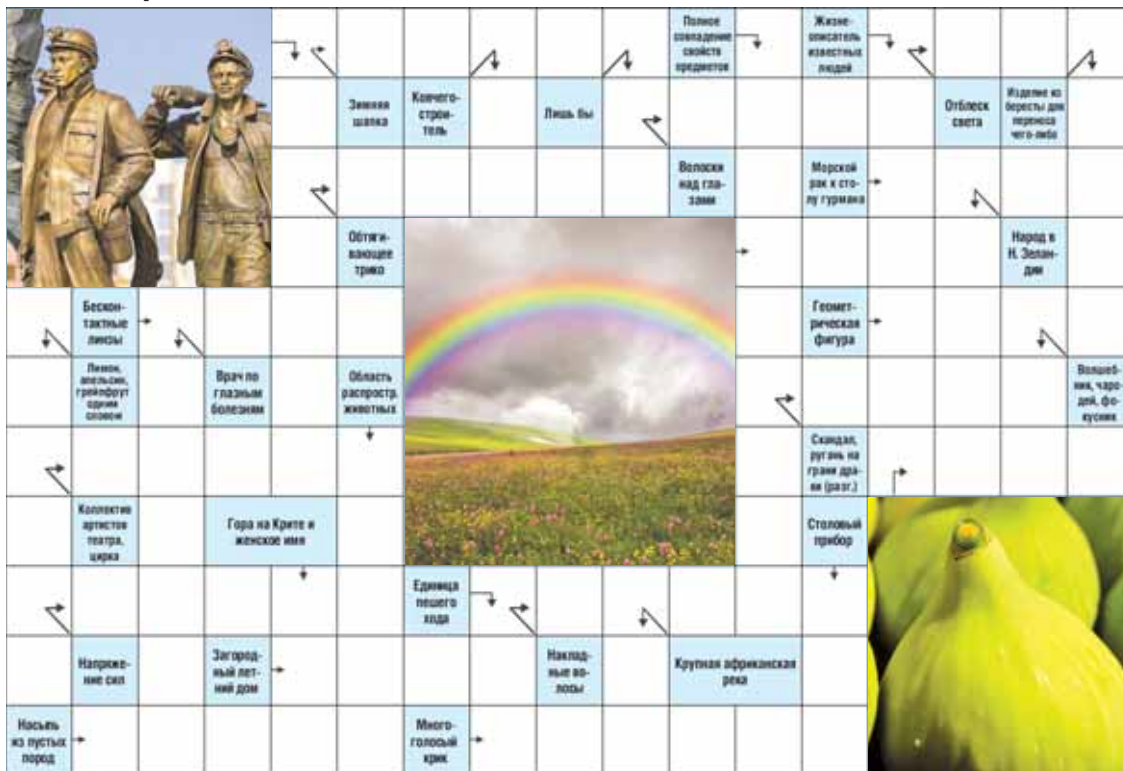 Полное
совпадение
свойств
предметов
Жизне-
описатель
известных
людей
Зимняя
шапка
Ковчего-
строи-
тель
Лишь бы
Отблеск
света
Изделие из
бересты для
переноса
чего-либо
Волоски
над гла-
зами
Морской
рак к сто-
лу гурмана
Обтяги-
вающее
трико
Народ в
Н. Зелан-
дии
Бескон-
тактные
линзы
Геомет-
рическая
фигура
Лимон,
апельсин,
грейпфрут
одним
словом
Врач по
глазным
болезням
Область
распростр.
животных
Волшеб-
ник, чаро-
дей, фо-
кусник
Скандал,
ругань на
грани дра-
ки (разг.)
Коллектив
артистов
театра,
цирка
Гора на Крите и
женское имя
Столовый
прибор
Единица
пешего
хода
Напряже-
ние сил
Загород-
ный лет-
ний дом
Наклад-
ные во-
лосы
Крупная африканская
река
Насыпь
из пустых
пород
Много-
голосый
крик